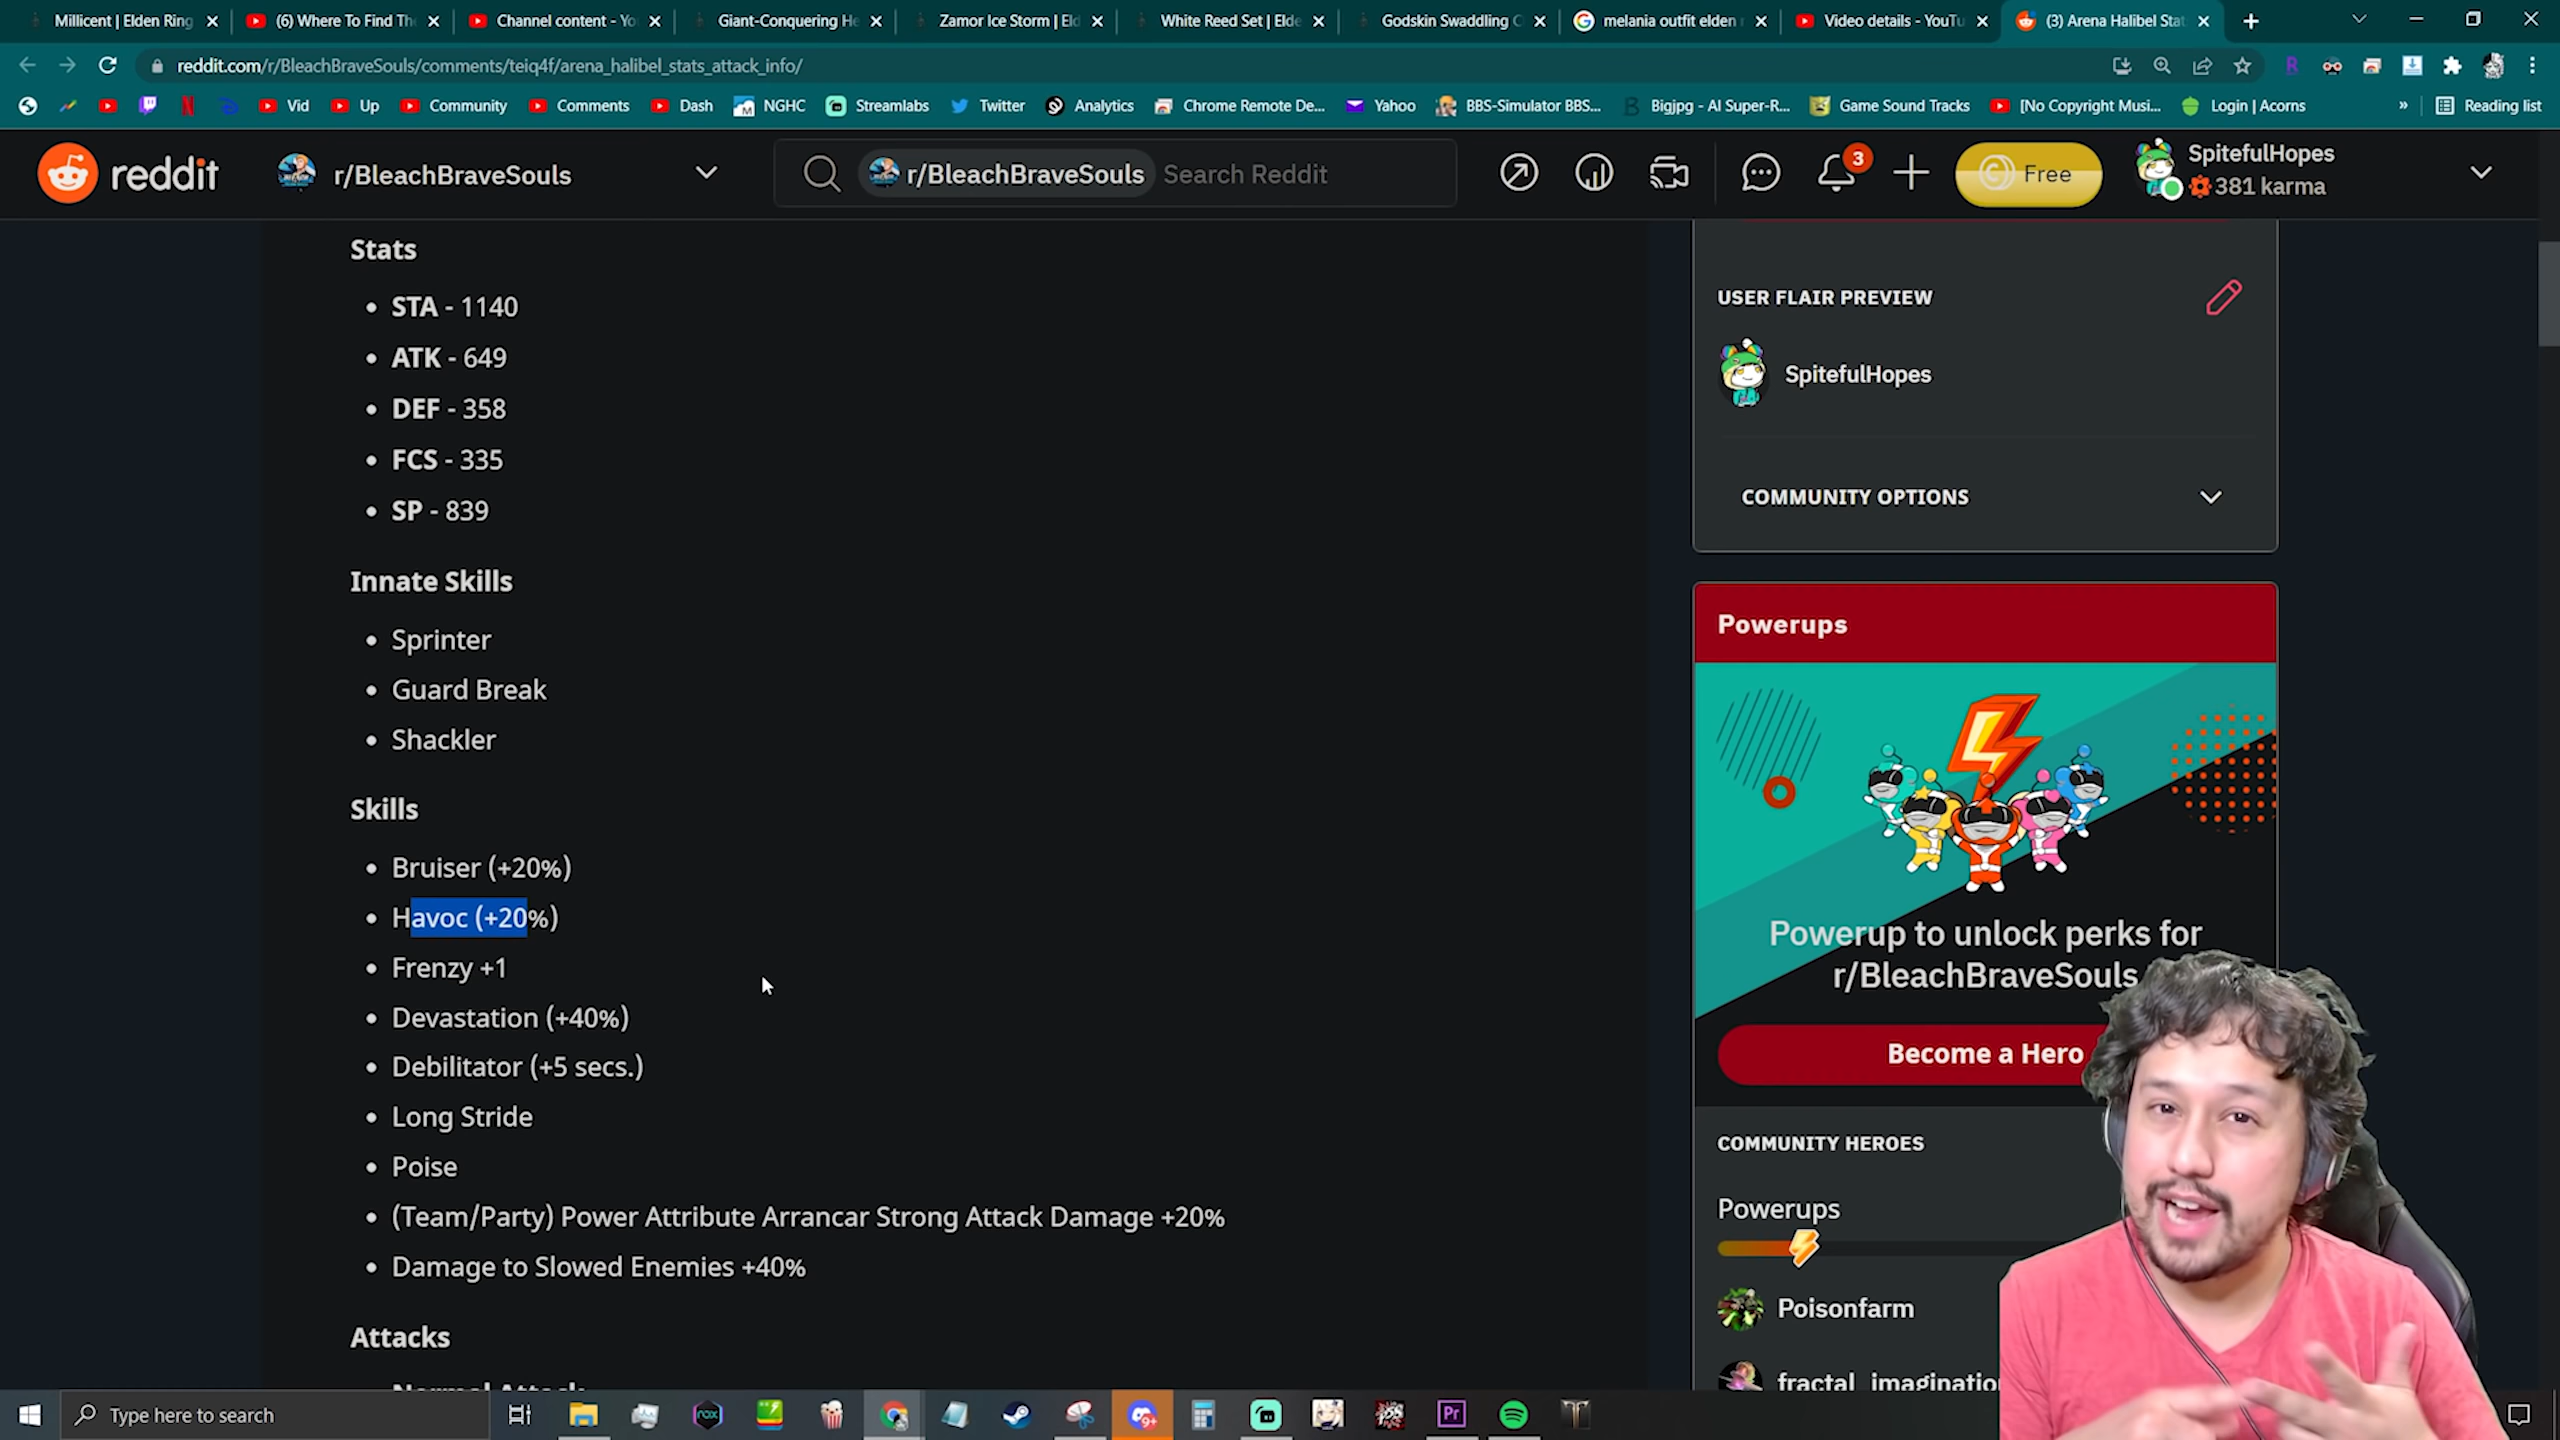 Millicent | Elden Ring
(6) Where To Find Th
Channel content - Yo
Giant-Conquering He
Zamor Ice Storm | Eld
White Reed Set | Elde
Godskin Swaddling C
melania outfit elden
Video details - YouTu
(3) Arena Halibel Stat
reddit.com/r/BleachBraveSouls/comments/teiq4f/arena_halibel_stats_attack_info/
Vid
Up
Community
Comments
Dash
NGHC
Streamlabs
Twitter
Analytics
Chrome Remote De...
Yahoo
BBS-Simulator BBS...
Bigjpg - AI Super-R...
Game Sound Tracks
[No Copyright Musi...
Login | Acorns
»
Reading list
reddit
r/BleachBraveSouls
r/BleachBraveSouls Search Reddit
3
Free
SpitefulHopes
381 karma
Stats
• STA - 1140
• ATK - 649
• DEF - 358
• FCS - 335
• SP - 839
Innate Skills
• Sprinter
• Guard Break
• Shackler
Skills
• Bruiser (+20%)
• Havoc (+20%)
• Frenzy +1
• Devastation (+40%)
• Debilitator (+5 secs.)
• Long Stride
• Poise
• (Team/Party) Power Attribute Arrancar Strong Attack Damage +20%
• Damage to Slowed Enemies +40%
Attacks
Normal Attack
USER FLAIR PREVIEW
SpitefulHopes
COMMUNITY OPTIONS
Powerups
Powerup to unlock perks for
r/BleachBraveSouls
Become a Hero
COMMUNITY HEROES
Powerups
Poisonfarm
fractal_imagination
Type here to search
nox
9+
Pr